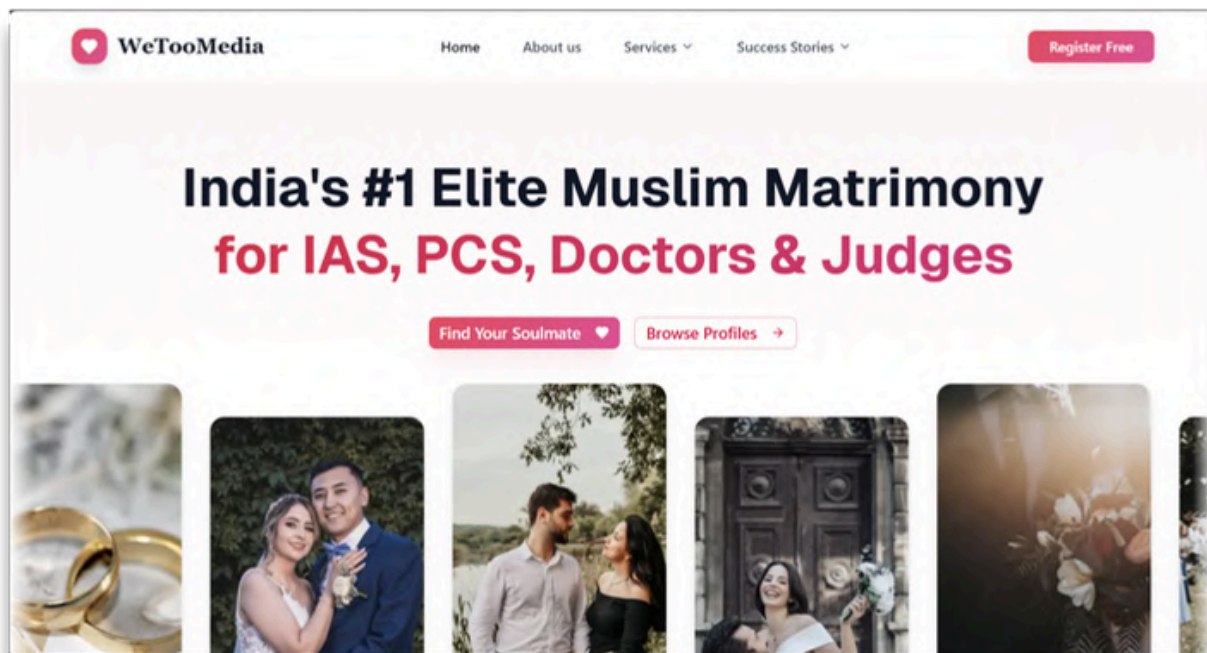 WeTooMedia
Home About us Services Success Stories
Register Free
India's #1 Elite Muslim Matrimony
for IAS, PCS, Doctors & Judges
Find Your Soulmate
Browse Profiles